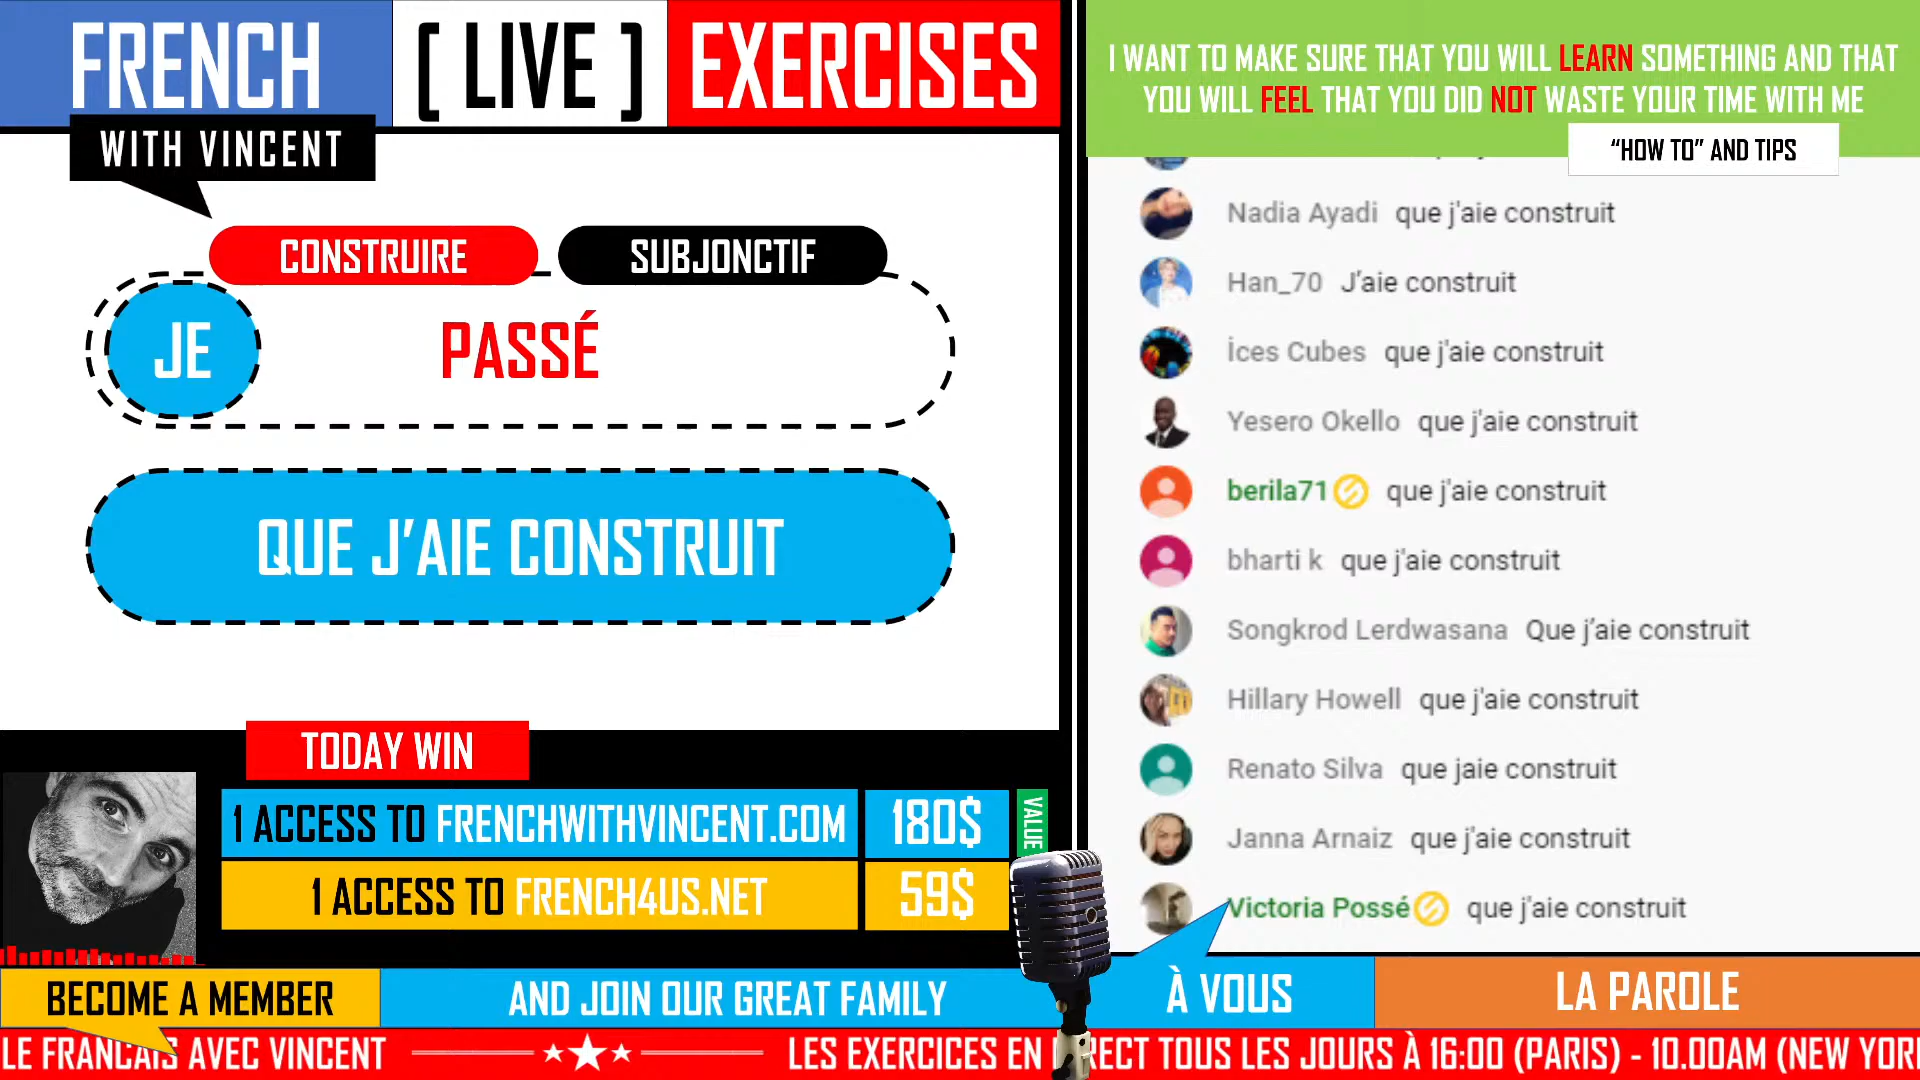 FRENCH
[ LIVE ]
EXERCISES
WITH VINCENT
CONSTRUIRE
SUBJONCTIF
JE
PASSÉ
QUE J'AIE CONSTRUIT
TODAY WIN
1 ACCESS TO FRENCHWITHVINCENT.COM
180$
VALUE
1 ACCESS TO FRENCH4US.NET
59$
BECOME A MEMBER
AND JOIN OUR GREAT FAMILY
I WANT TO MAKE SURE THAT YOU WILL LEARN SOMETHING AND THAT
YOU WILL FEEL THAT YOU DID NOT WASTE YOUR TIME WITH ME
“HOW TO” AND TIPS
Nadia Ayadi que j'aie construit
Han_70 J'aie construit
İces Cubes que j'aie construit
Yesero Okello que j'aie construit
berila71 que j'aie construit
bharti k que j'aie construit
Songkrod Lerdwasana Que j’aie construit
Hillary Howell que j'aie construit
Renato Silva que jaie construit
Janna Arnaiz que j'aie construit
Victoria Possé que j'aie construit
À VOUS
LA PAROLE
LE FRANCAIS AVEC VINCENT
LES EXERCICES EN DIRECT TOUS LES JOURS À 16:00 (PARIS) - 10.00AM (NEW YOR